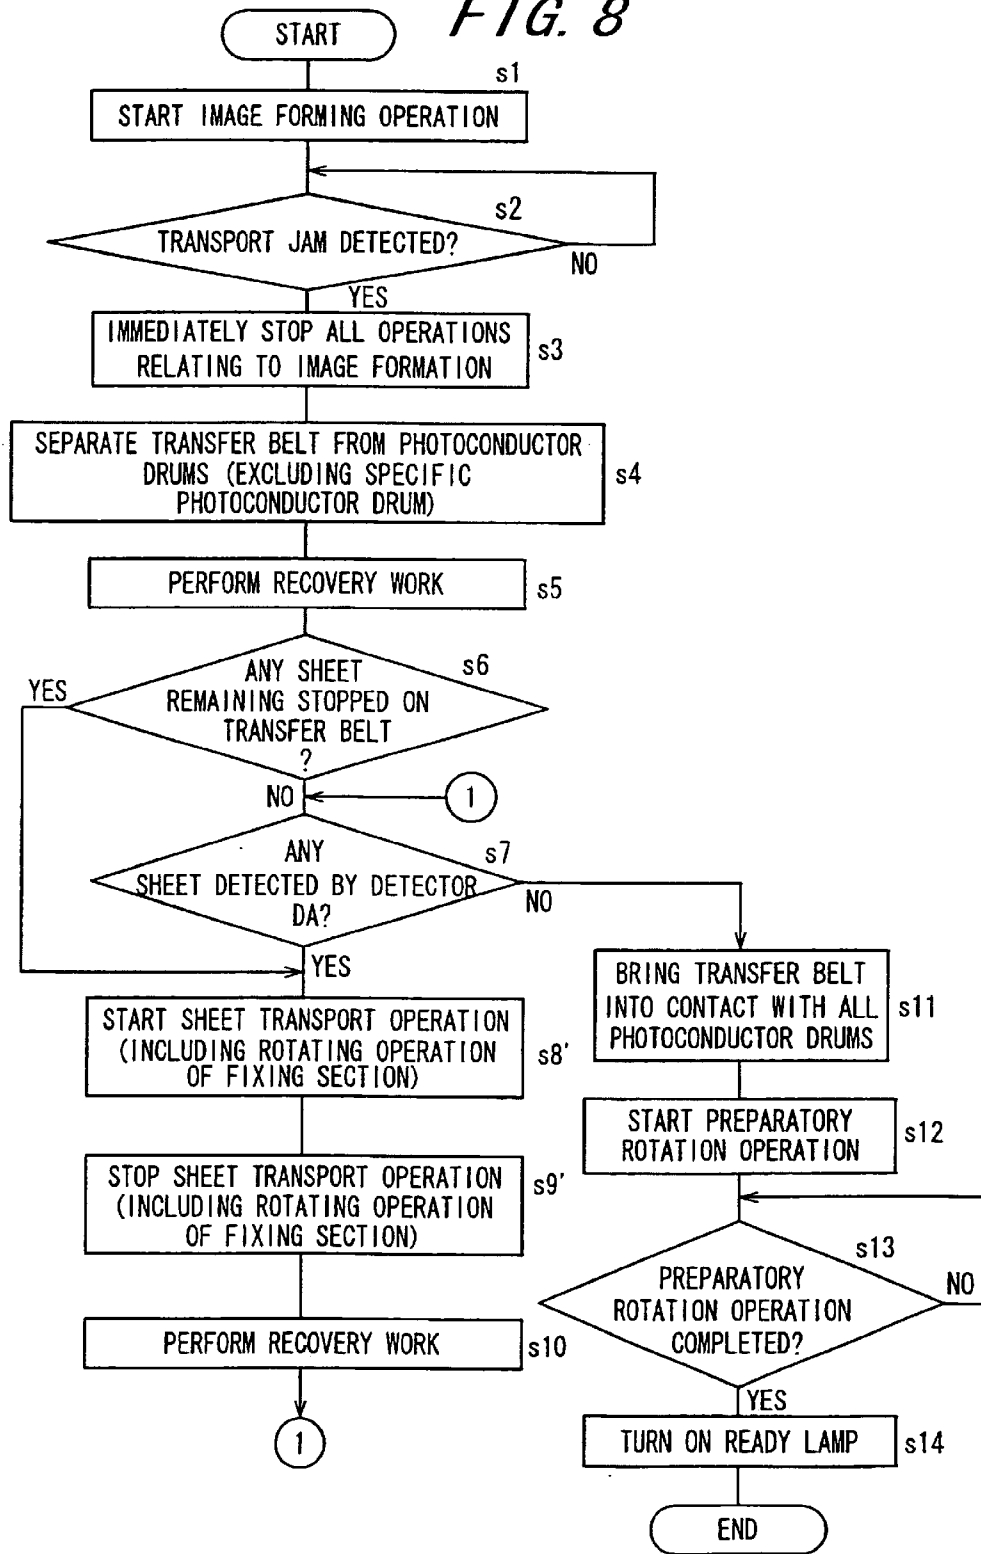 FIG. 8
START
s1
START IMAGE FORMING OPERATION
s2
TRANSPORT JAM DETECTED?
NO
YES
IMMEDIATELY STOP ALL OPERATIONS
RELATING TO IMAGE FORMATION
s3
SEPARATE TRANSFER BELT FROM PHOTOCONDUCTOR
DRUMS (EXCLUDING SPECIFIC
PHOTOCONDUCTOR DRUM)
s4
PERFORM RECOVERY WORK
s5
s6
ANY SHEET
REMAINING STOPPED ON
TRANSFER BELT
?
YES
NO
1
s7
ANY
SHEET DETECTED BY DETECTOR
DA?
NO
YES
START SHEET TRANSPORT OPERATION
(INCLUDING ROTATING OPERATION
OF FIXING SECTION)
s8'
STOP SHEET TRANSPORT OPERATION
(INCLUDING ROTATING OPERATION
OF FIXING SECTION)
s9'
PERFORM RECOVERY WORK
s10
1
BRING TRANSFER BELT
INTO CONTACT WITH ALL
PHOTOCONDUCTOR DRUMS
s11
START PREPARATORY
ROTATION OPERATION
s12
s13
PREPARATORY
ROTATION OPERATION
COMPLETED?
NO
YES
TURN ON READY LAMP
s14
END